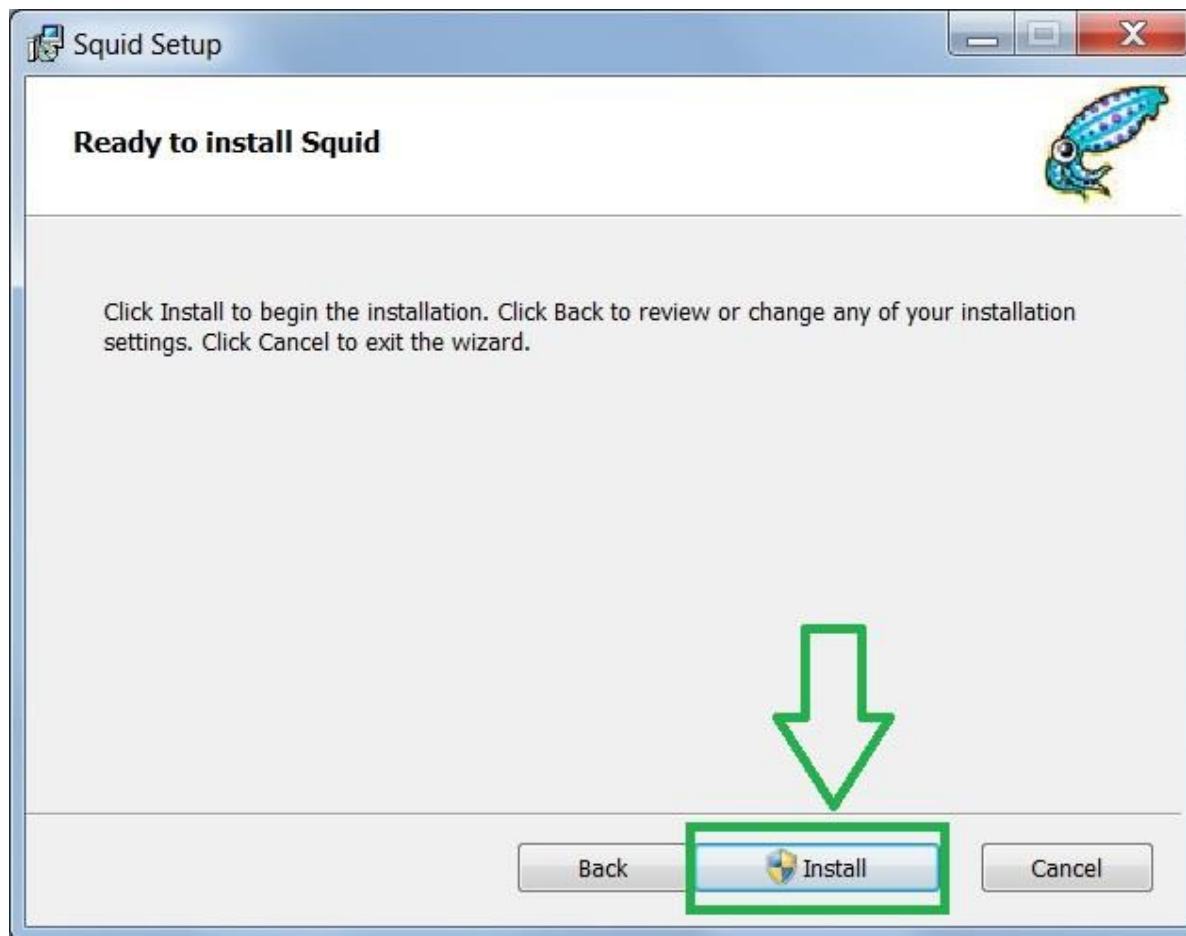 Squid Setup
Ready to install Squid
Click Install to begin the installation. Click Back to review or change any of your installation
settings. Click Cancel to exit the wizard.
Back Install Cancel